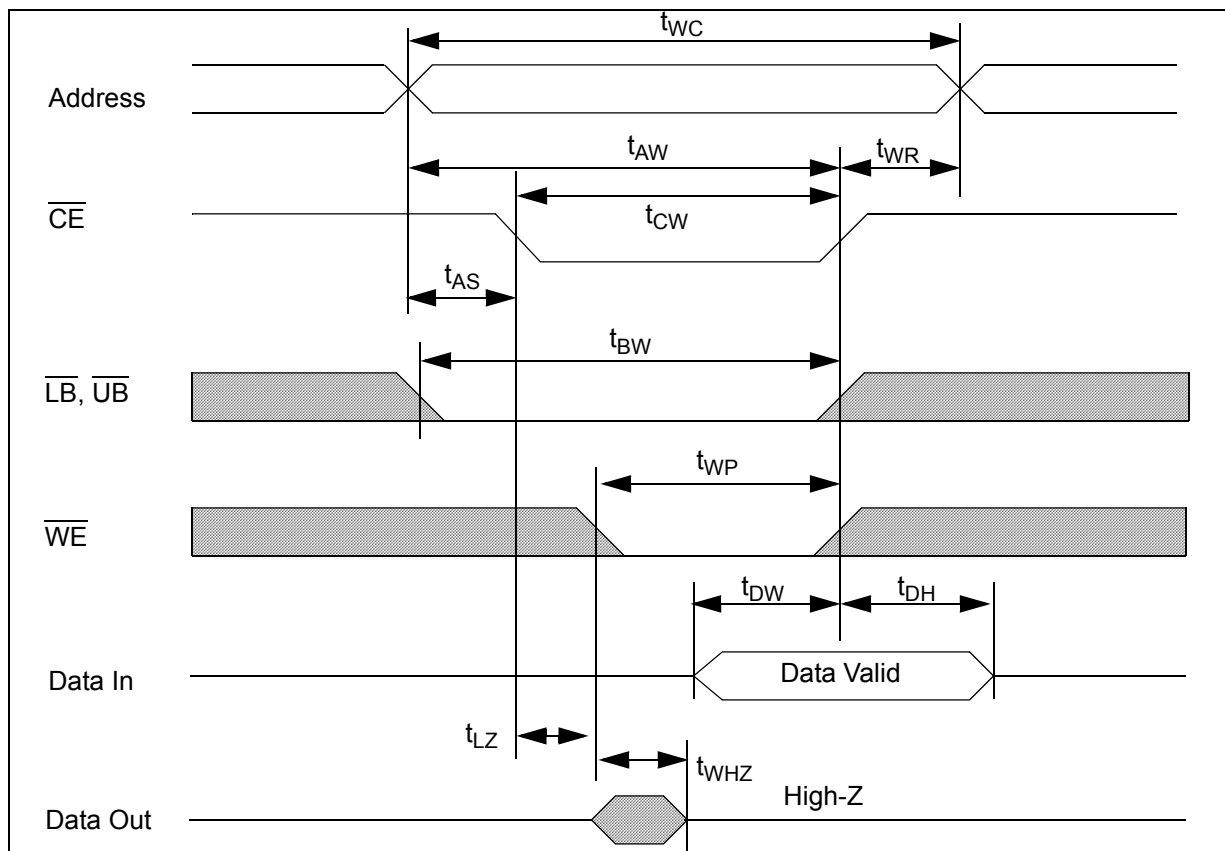 tWC
Address
tAW
tWR
CE
tCW
tAS
tBW
LB, UB
tWP
WE
tDW
tDH
Data In
Data Valid
tLZ
tWHZ
High-Z
Data Out